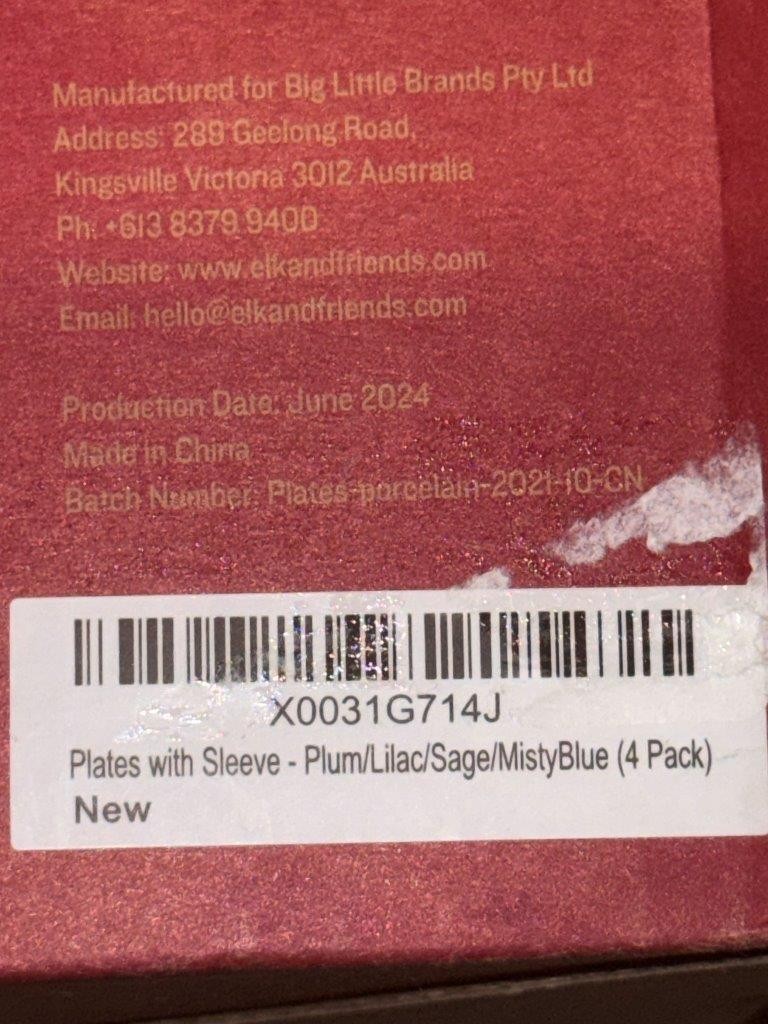 Manufactured for Big Little Brands Pty Ltd
Address: 289 Geelong Road,
Kingsville Victoria 3012 Australia
Ph: +613 8379 9400
Website: www.elkandfriends.com
Email: hello@elkandfriends.com
Production Date: June 2024
Made in China
Batch Number: Plates-porcelain-2021-10-CN
X0031G714J
Plates with Sleeve - Plum/Lilac/Sage/MistyBlue (4 Pack)
New